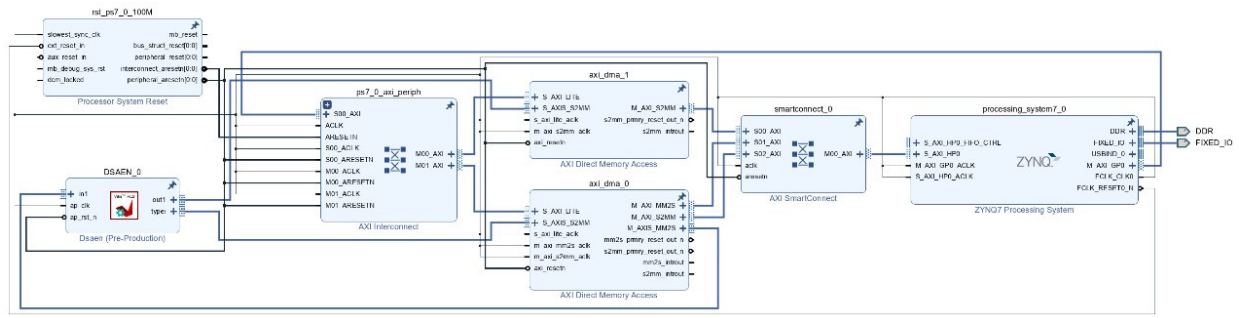 rst_ps7_0_100M
slowest_sync_clk
mb_reset
ext_reset_in
bus_struct_reset[0:0]
aux_reset_in
peripheral_reset[0:0]
mb_debug_sys_rst
interconnect_aresetn[0:0]
dcm_locked
peripheral_aresetn[0:0]
Processor System Reset
DSAEN_0
in1
out1
ap_clk
type1
ap_rst_n
Dsaen (Pre-Production)
ps7_0_axi_periph
S00_AXI
ACLK
ARESETN
S00_ACLK
S00_ARESETN
M00_ACLK
M00_ARESETN
M01_ACLK
M01_ARESETN
M00_AXI
M01_AXI
AXI Interconnect
axi_dma_1
S_AXI_LITE
S_AXIS_S2MM
s_axi_lite_aclk
m_axi_s2mm_aclk
axi_resetn
M_AXI_S2MM
s2mm_prmry_reset_out_n
s2mm_introut
AXI Direct Memory Access
axi_dma_0
S_AXI_LITE
S_AXIS_S2MM
s_axi_lite_aclk
m_axi_mm2s_aclk
m_axi_s2mm_aclk
axi_resetn
M_AXI_MM2S
M_AXI_S2MM
M_AXIS_MM2S
mm2s_prmry_reset_out_n
s2mm_prmry_reset_out_n
mm2s_introut
s2mm_introut
AXI Direct Memory Access
smartconnect_0
S00_AXI
S01_AXI
S02_AXI
aclk
aresetn
M00_AXI
AXI SmartConnect
processing_system7_0
S_AXI_HP0_FIFO_CTRL
S_AXI_HP0
M_AXI_GP0_ACLK
S_AXI_HP0_ACLK
ZYNQ
DDR
FIXED_IO
USBIND_0
M_AXI_GP0
FCLK_CLK0
FCLK_RESET0_N
ZYNQ7 Processing System
DDR
FIXED_IO